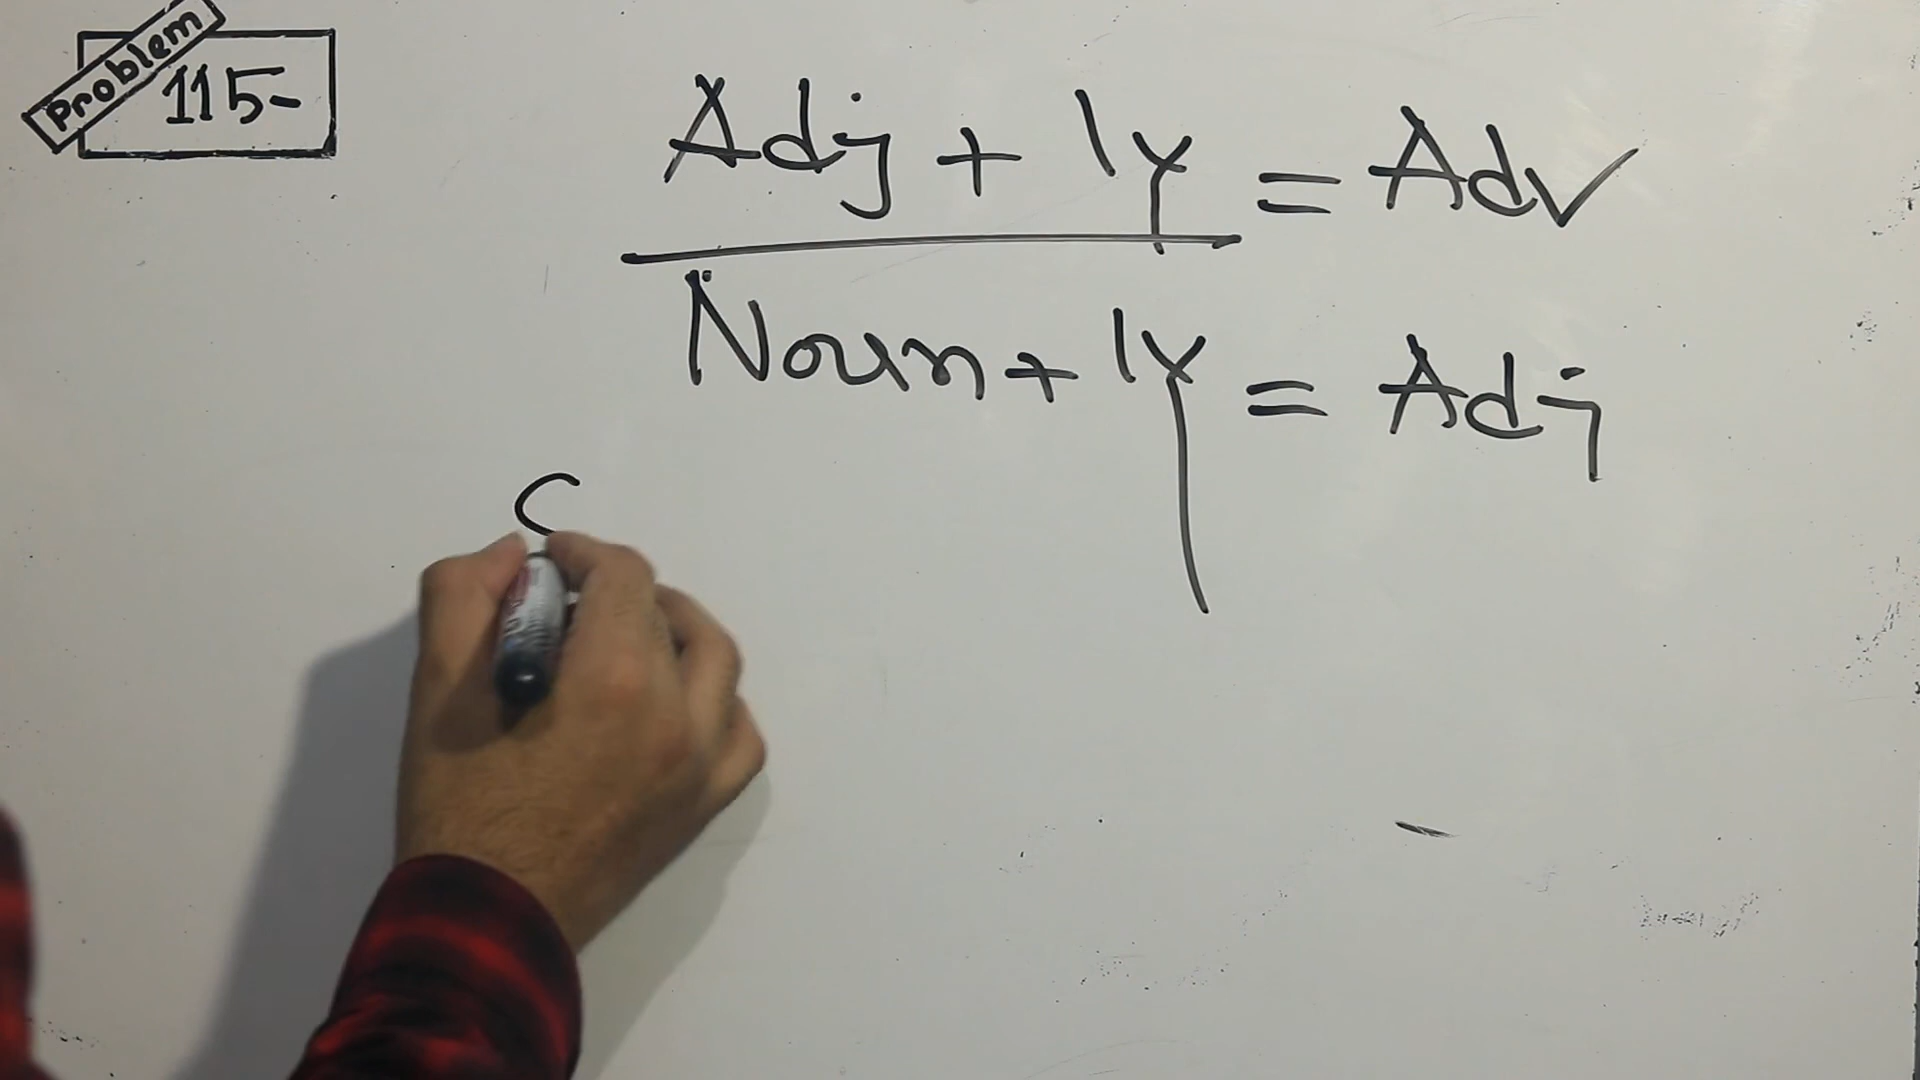 Problem
115-
Adj + ly = Adv
Noun + ly = Adj
C